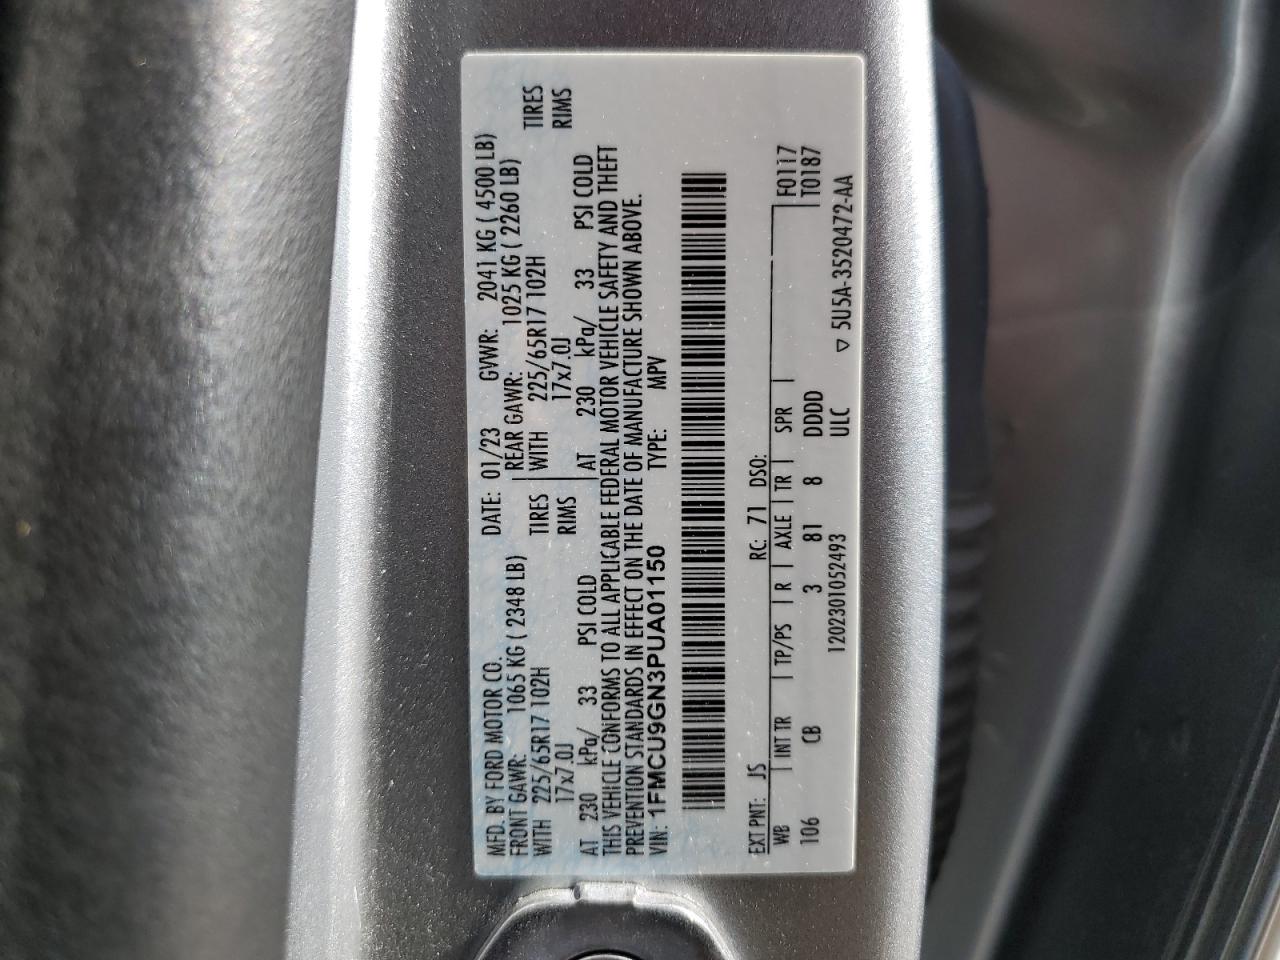 MFD. BY FORD MOTOR CO. DATE: 01/23 GVWR: 2041 KG ( 4500 LB)
FRONT GAWR: 1065 KG ( 2348 LB) REAR GAWR: 1025 KG ( 2260 LB)
WITH 225/65R17 102H TIRES WITH 225/65R17 102H TIRES
17x7.0J RIMS 17x7.0J RIMS
AT 230 kPa/ 33 PSI COLD AT 230 kPa/ 33 PSI COLD
THIS VEHICLE CONFORMS TO ALL APPLICABLE FEDERAL MOTOR VEHICLE SAFETY AND THEFT
PREVENTION STANDARDS IN EFFECT ON THE DATE OF MANUFACTURE SHOWN ABOVE.
VIN: 1FMCU9GN3PUA01150 TYPE: MPV
EXT PNT: JS RC: 71 DSO: F0117
WB INT TR TP/PS R AXLE TR SPR T0187
106 CB 3 81 8 DDDD
1202301052493 ULC ▽ 5U5A-3520472-AA